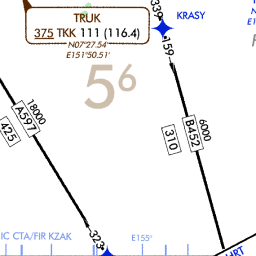 TRUK
375 TKK 111 (116.4)
N07°27.54'
E151°50.51'
339
KRASY
159
5⁶
18000
A597
425
6000
B452
310
323
IC CTA/FIR KZAK
E155°